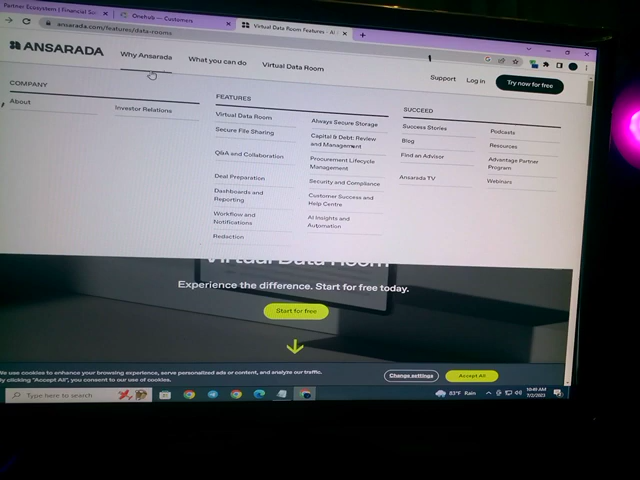 Partner Ecosystem | Financial Sof
Onehub — Customers
Virtual Data Room Features - AI
ansarada.com/features/data-rooms
ANSARADA
Why Ansarada
What you can do
Virtual Data Room
Support
Log in
Try now for free
COMPANY
About
Investor Relations
FEATURES
Virtual Data Room
Secure File Sharing
Q&A and Collaboration
Deal Preparation
Dashboards and
Reporting
Workflow and
Notifications
Redaction
Always Secure Storage
Capital & Debt: Review
and Management
Procurement Lifecycle
Management
Security and Compliance
Customer Success and
Help Centre
AI Insights and
Automation
SUCCEED
Success Stories
Blog
Find an Advisor
Ansarada TV
Podcasts
Resources
Advantage Partner
Program
Webinars
Virtual Data Room
Experience the difference. Start for free today.
Start for free
We use cookies to enhance your browsing experience, serve personalized ads or content, and analyze our traffic.
By clicking "Accept All", you consent to our use of cookies.
Change settings
Accept All
Type here to search
83°F Rain
10:49 AM
7/2/2023